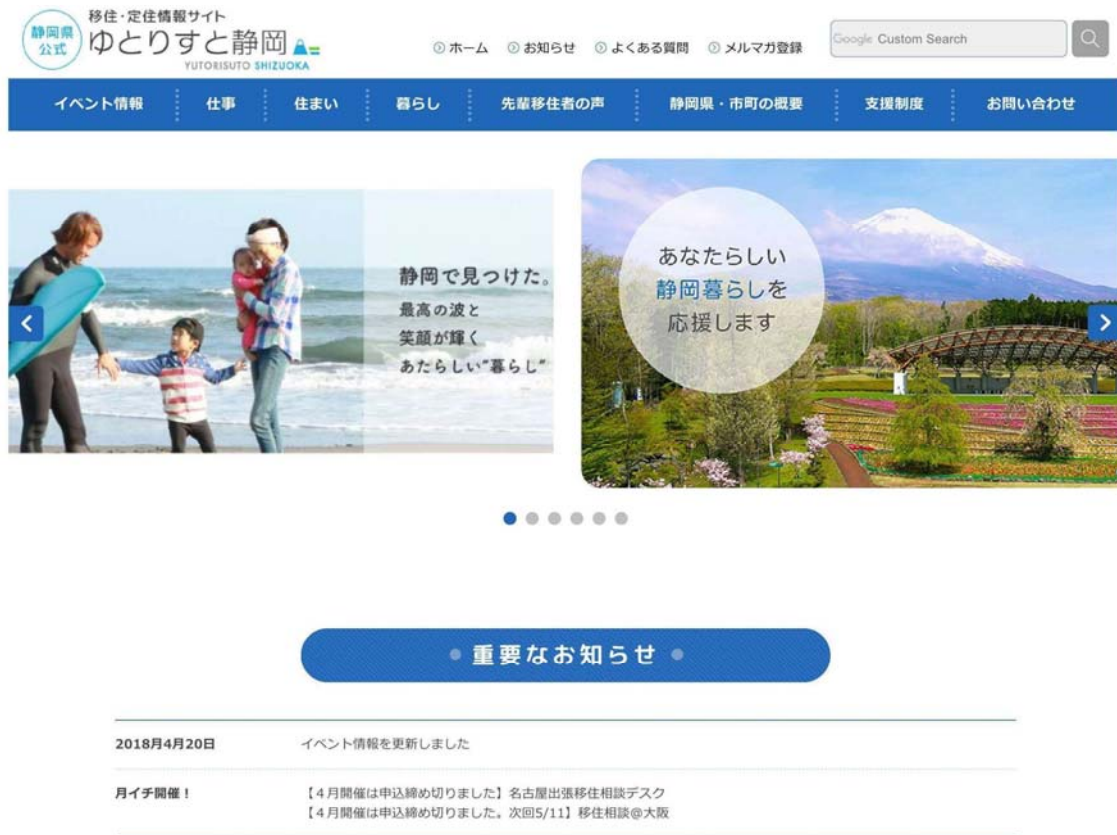 静岡県
公式
移住・定住情報サイト
ゆとりすと静岡
YUTORISUTO SHIZUOKA
ホーム
お知らせ
よくある質問
メルマガ登録
Google Custom Search
イベント情報
仕事
住まい
暮らし
先輩移住者の声
静岡県・市町の概要
支援制度
お問い合わせ
静岡で見つけた。
最高の波と
笑顔が輝く
あたらしい“暮らし”
あなたらしい
静岡暮らしを
応援します
重要なお知らせ
2018月4月20日
イベント情報を更新しました
月イチ開催!
【4月開催は申込締め切りました】名古屋出張移住相談デスク
【4月開催は申込締め切りました。次回5/11】移住相談@大阪